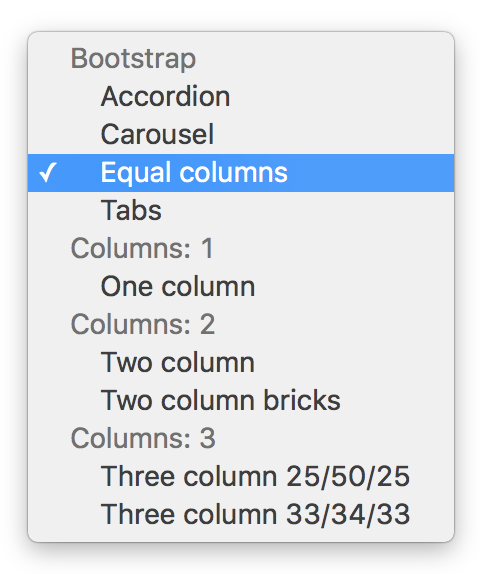 Bootstrap
Accordion
Carousel
✓ Equal columns
Tabs
Columns: 1
One column
Columns: 2
Two column
Two column bricks
Columns: 3
Three column 25/50/25
Three column 33/34/33